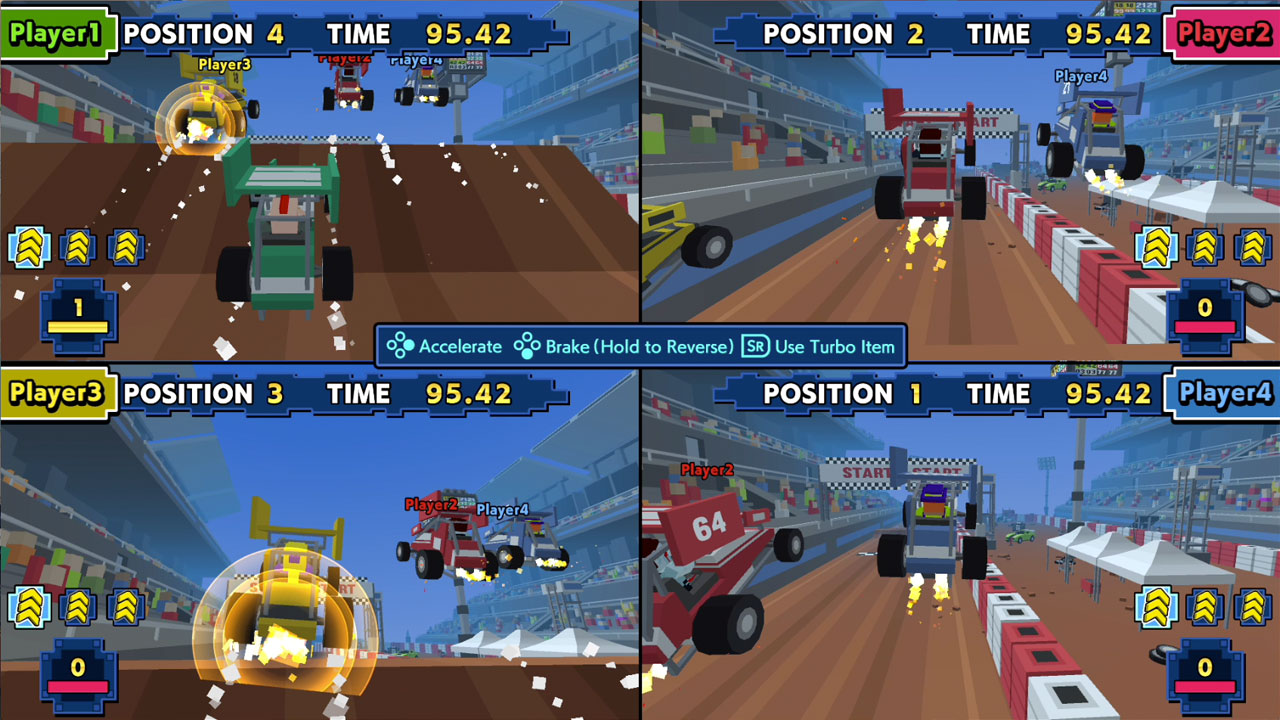 Player1 POSITION 4 TIME 95.42
POSITION 2 TIME 95.42 Player2
Player3
Player2
Player4
Player4
START
1
0
Accelerate Brake (Hold to Reverse) SR Use Turbo Item
Player3 POSITION 3 TIME 95.42
POSITION 1 TIME 95.42 Player4
Player2
Player4
Player2
START START
64
0
0